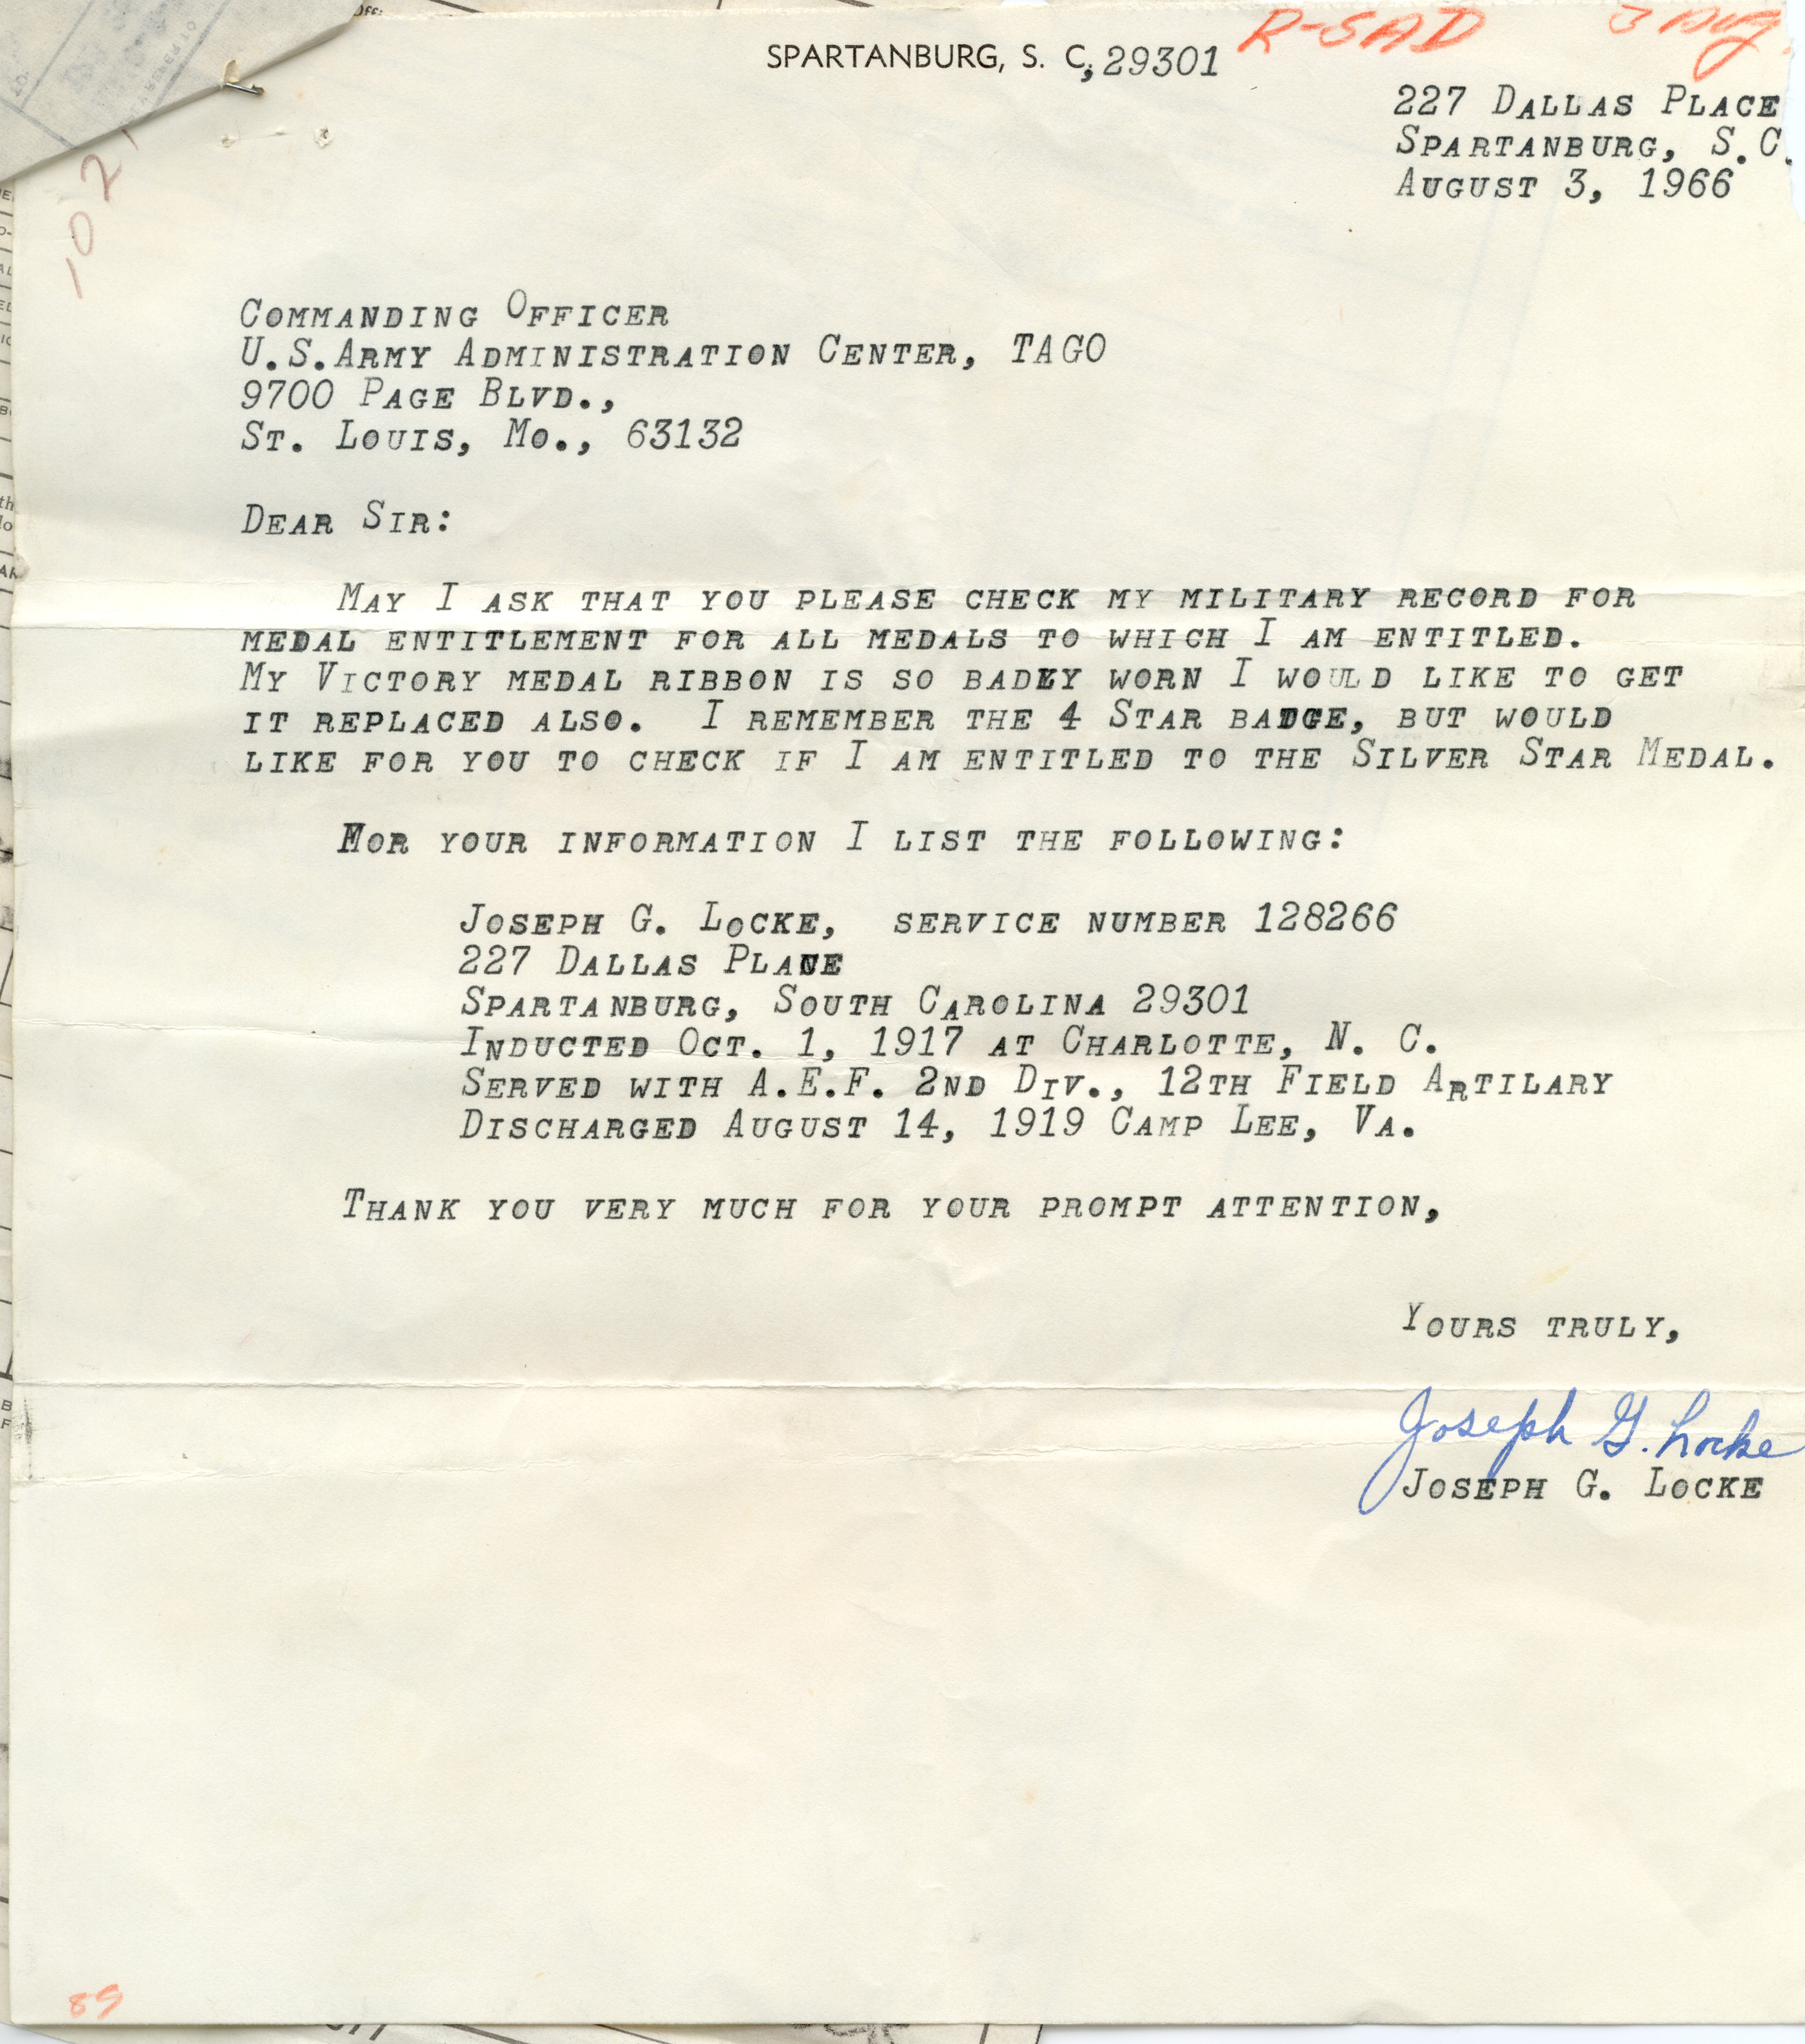 SPARTANBURG, S. C, 29301
R-SAD 3 Aug.
227 DALLAS PLACE
SPARTANBURG, S.C.
AUGUST 3, 1966
1021
COMMANDING OFFICER
U.S.ARMY ADMINISTRATION CENTER, TAGO
9700 PAGE BLVD.,
ST. LOUIS, MO., 63132
DEAR SIR:
MAY I ASK THAT YOU PLEASE CHECK MY MILITARY RECORD FOR
MEDAL ENTITLEMENT FOR ALL MEDALS TO WHICH I AM ENTITLED.
MY VICTORY MEDAL RIBBON IS SO BADLY WORN I WOULD LIKE TO GET
IT REPLACED ALSO. I REMEMBER THE 4 STAR BADGE, BUT WOULD
LIKE FOR YOU TO CHECK IF I AM ENTITLED TO THE SILVER STAR MEDAL.
FOR YOUR INFORMATION I LIST THE FOLLOWING:
JOSEPH G. LOCKE, SERVICE NUMBER 128266
227 DALLAS PLACE
SPARTANBURG, SOUTH CAROLINA 29301
INDUCTED OCT. 1, 1917 AT CHARLOTTE, N. C.
SERVED WITH A.E.F. 2ND DIV., 12TH FIELD ARTILARY
DISCHARGED AUGUST 14, 1919 CAMP LEE, VA.
THANK YOU VERY MUCH FOR YOUR PROMPT ATTENTION,
YOURS TRULY,
Joseph G. Locke
JOSEPH G. LOCKE
89